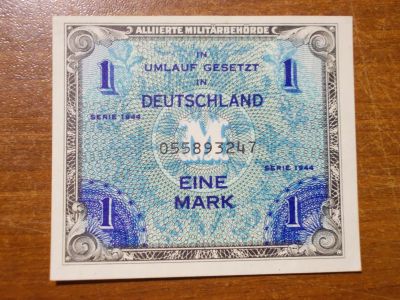 ALLIIERTE MILITÄRBEHÖRDE
1 IN 1
UMLAUF GESETZT
IN
DEUTSCHLAND
SERIE 1944
M
055893247
SERIE 1944
EINE
MARK
1 1